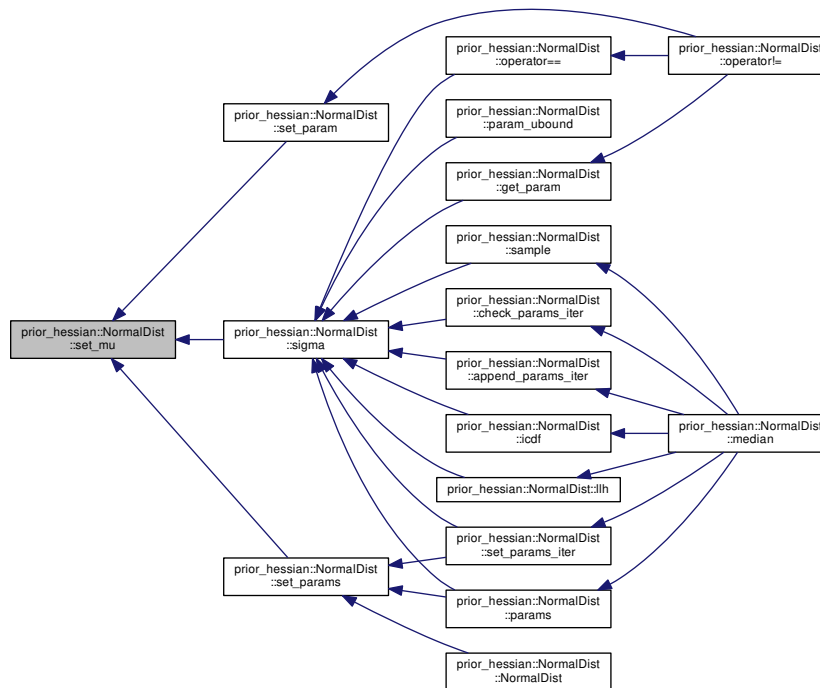 prior_hessian::NormalDist
::set_mu
prior_hessian::NormalDist
::set_param
prior_hessian::NormalDist
::sigma
prior_hessian::NormalDist
::set_params
prior_hessian::NormalDist
::operator==
prior_hessian::NormalDist
::param_ubound
prior_hessian::NormalDist
::get_param
prior_hessian::NormalDist
::sample
prior_hessian::NormalDist
::check_params_iter
prior_hessian::NormalDist
::append_params_iter
prior_hessian::NormalDist
::icdf
prior_hessian::NormalDist::llh
prior_hessian::NormalDist
::set_params_iter
prior_hessian::NormalDist
::params
prior_hessian::NormalDist
::NormalDist
prior_hessian::NormalDist
::operator!=
prior_hessian::NormalDist
::median